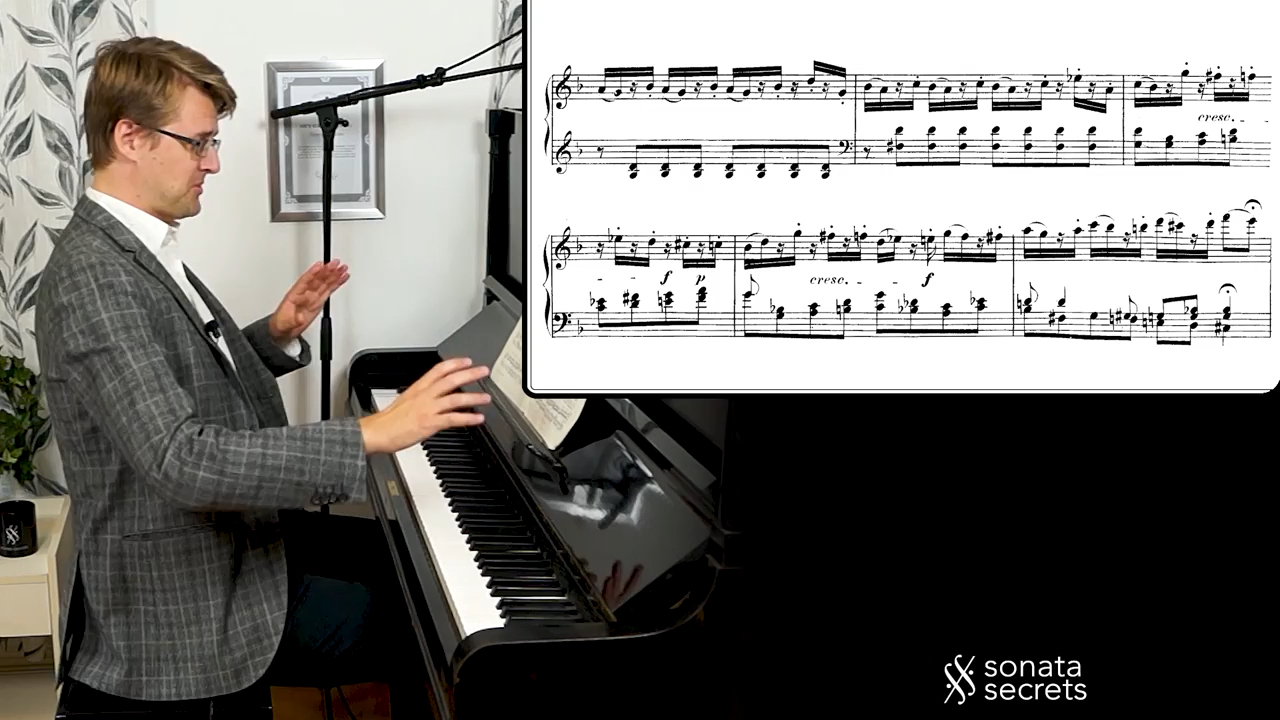 cresc. - -
- - f p cresc. - - f
sonata
secrets